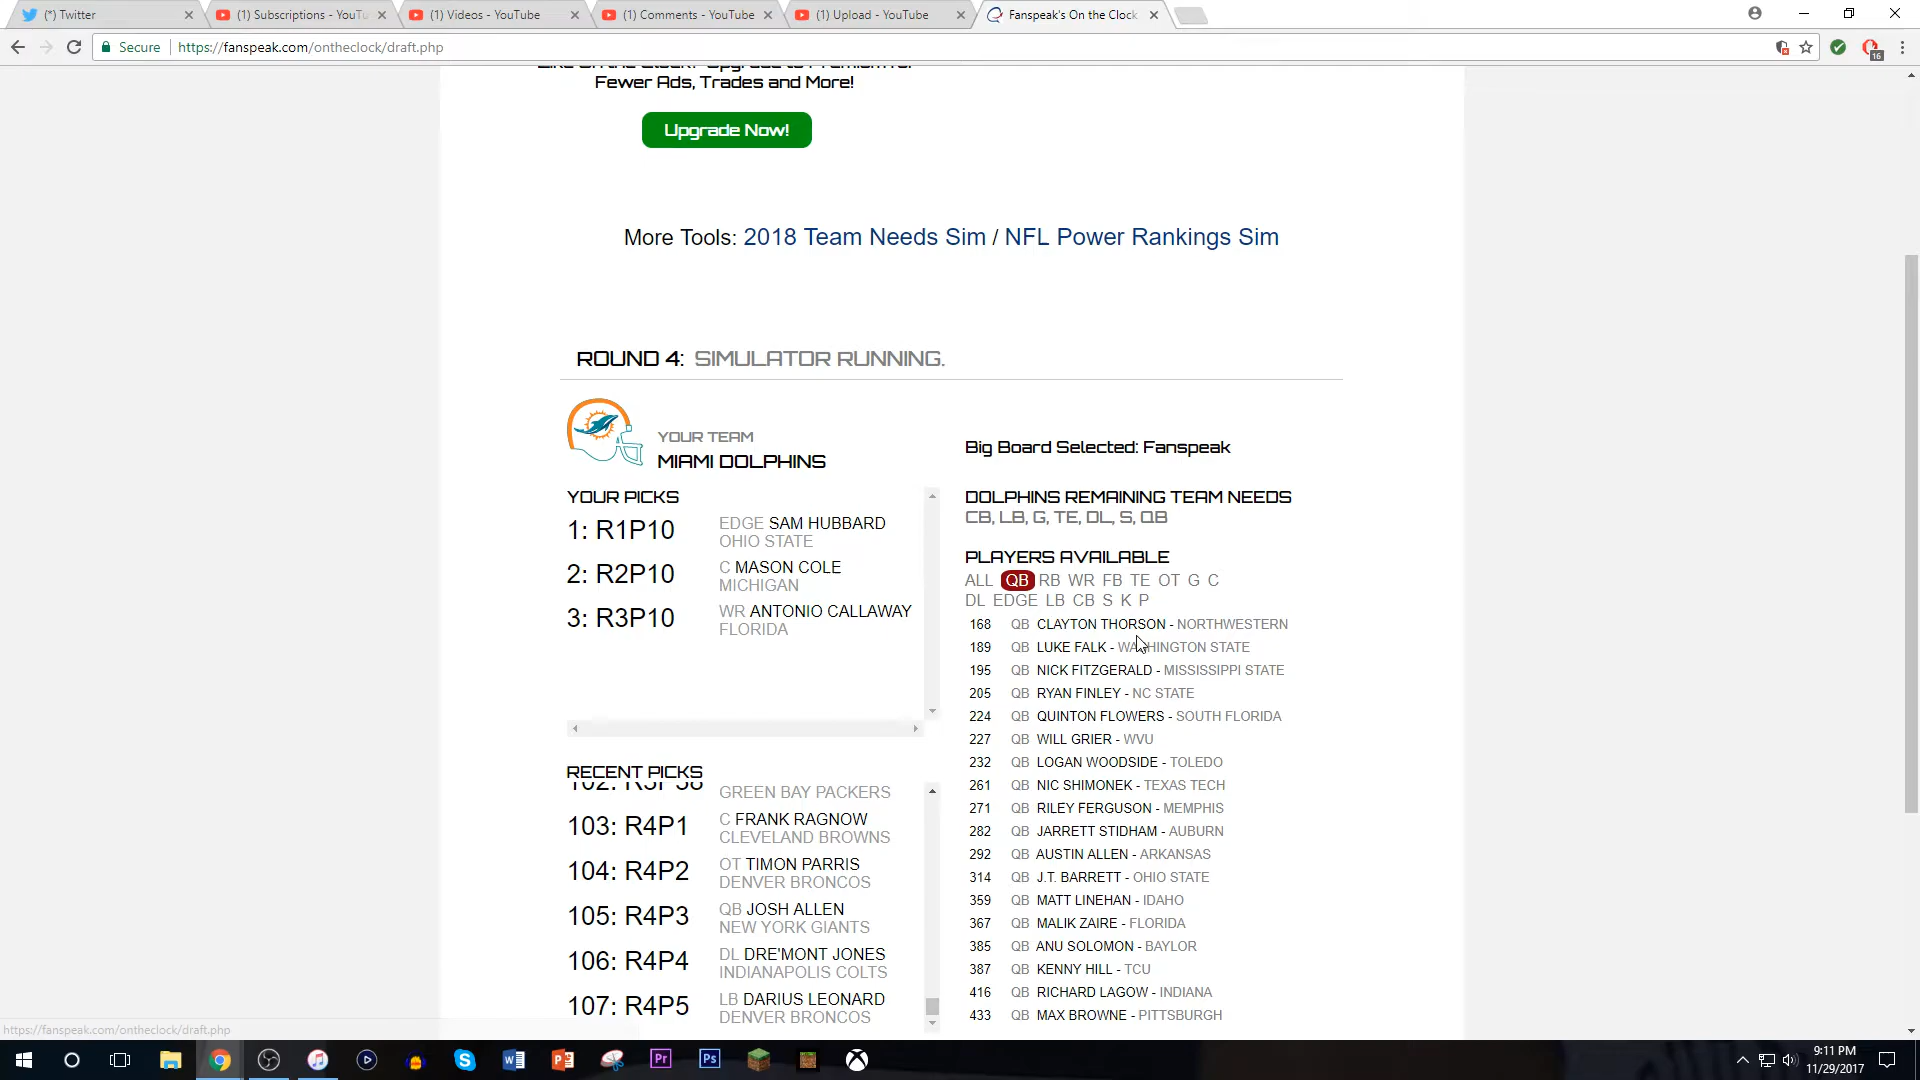 (*) Twitter
(1) Subscriptions - YouTu
(1) Videos - YouTube
(1) Comments - YouTube
(1) Upload - YouTube
Fanspeak's On the Clock
Secure
https://fanspeak.com/ontheclock/draft.php
16
Fewer Ads, Trades and More!
Upgrade Now!
More Tools: 2018 Team Needs Sim / NFL Power Rankings Sim
ROUND 4: SIMULATOR RUNNING.
YOUR TEAM
MIAMI DOLPHINS
Big Board Selected: Fanspeak
YOUR PICKS
1: R1P10
EDGE SAM HUBBARD
OHIO STATE
2: R2P10
C MASON COLE
MICHIGAN
3: R3P10
WR ANTONIO CALLAWAY
FLORIDA
DOLPHINS REMAINING TEAM NEEDS
CB, LB, G, TE, DL, S, QB
PLAYERS AVAILABLE
ALL QB RB WR FB TE OT G C
DL EDGE LB CB S K P
168 QB CLAYTON THORSON - NORTHWESTERN
189 QB LUKE FALK - WASHINGTON STATE
195 QB NICK FITZGERALD - MISSISSIPPI STATE
205 QB RYAN FINLEY - NC STATE
224 QB QUINTON FLOWERS - SOUTH FLORIDA
227 QB WILL GRIER - WVU
232 QB LOGAN WOODSIDE - TOLEDO
261 QB NIC SHIMONEK - TEXAS TECH
271 QB RILEY FERGUSON - MEMPHIS
282 QB JARRETT STIDHAM - AUBURN
292 QB AUSTIN ALLEN - ARKANSAS
314 QB J.T. BARRETT - OHIO STATE
359 QB MATT LINEHAN - IDAHO
367 QB MALIK ZAIRE - FLORIDA
385 QB ANU SOLOMON - BAYLOR
387 QB KENNY HILL - TCU
416 QB RICHARD LAGOW - INDIANA
433 QB MAX BROWNE - PITTSBURGH
RECENT PICKS
GREEN BAY PACKERS
103: R4P1
C FRANK RAGNOW
CLEVELAND BROWNS
104: R4P2
OT TIMON PARRIS
DENVER BRONCOS
105: R4P3
QB JOSH ALLEN
NEW YORK GIANTS
106: R4P4
DL DRE'MONT JONES
INDIANAPOLIS COLTS
107: R4P5
LB DARIUS LEONARD
DENVER BRONCOS
https://fanspeak.com/ontheclock/draft.php
Pr
Ps
9:11 PM
11/29/2017